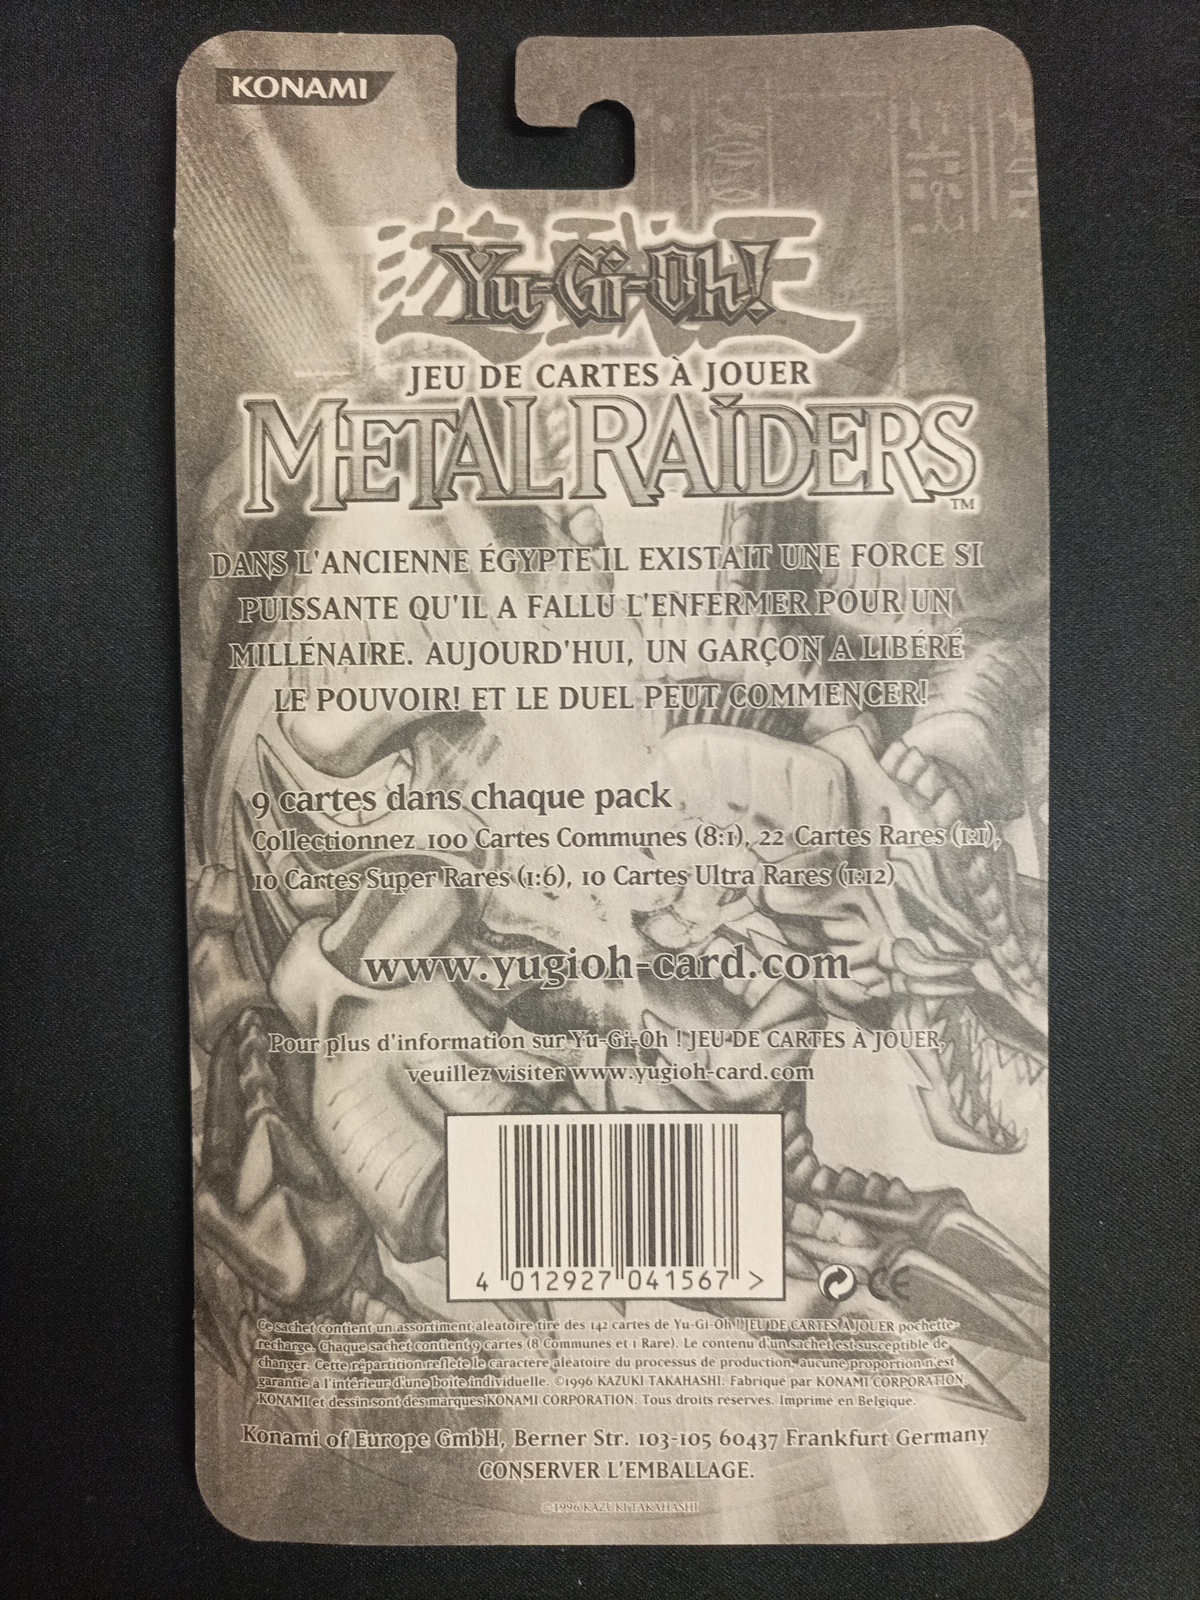 KONAMI
遊戯王
Yu-Gi-Oh!
JEU DE CARTES À JOUER
METAL RAIDERS™
DANS L'ANCIENNE ÉGYPTE IL EXISTAIT UNE FORCE SI
PUISSANTE QU'IL A FALLU L'ENFERMER POUR UN
MILLÉNAIRE. AUJOURD'HUI, UN GARÇON A LIBÉRÉ
LE POUVOIR! ET LE DUEL PEUT COMMENCER!
9 cartes dans chaque pack
Collectionnez 100 Cartes Communes (8:1), 22 Cartes Rares (1:1),
10 Cartes Super Rares (1:6), 10 Cartes Ultra Rares (1:12)
www.yugioh-card.com
Pour plus d'information sur Yu-Gi-Oh ! JEU DE CARTES À JOUER,
veuillez visiter www.yugioh-card.com
4 012927 041567 >
CE
Ce sachet contient un assortiment aleatoire tiré des 142 cartes de Yu-Gi-Oh ! JEU DE CARTES A JOUER pochette-
recharge. Chaque sachet contient 9 cartes (8 Communes et 1 Rare). Le contenu d'un sachet est susceptible de
changer. Cette répartition reflète le caractere aleatoire du processus de production, aucune proportion n'est
garantie à l'intérieur d'une boîte individuelle. ©1996 KAZUKI TAKAHASHI. Fabriqué par KONAMI CORPORATION.
KONAMI et dessin sont des marques KONAMI CORPORATION. Tous droits réservés. Imprimé en Belgique.
Konami of Europe GmbH, Berner Str. 103-105 60437 Frankfurt Germany
CONSERVER L'EMBALLAGE.
©1996 KAZUKI TAKAHASHI